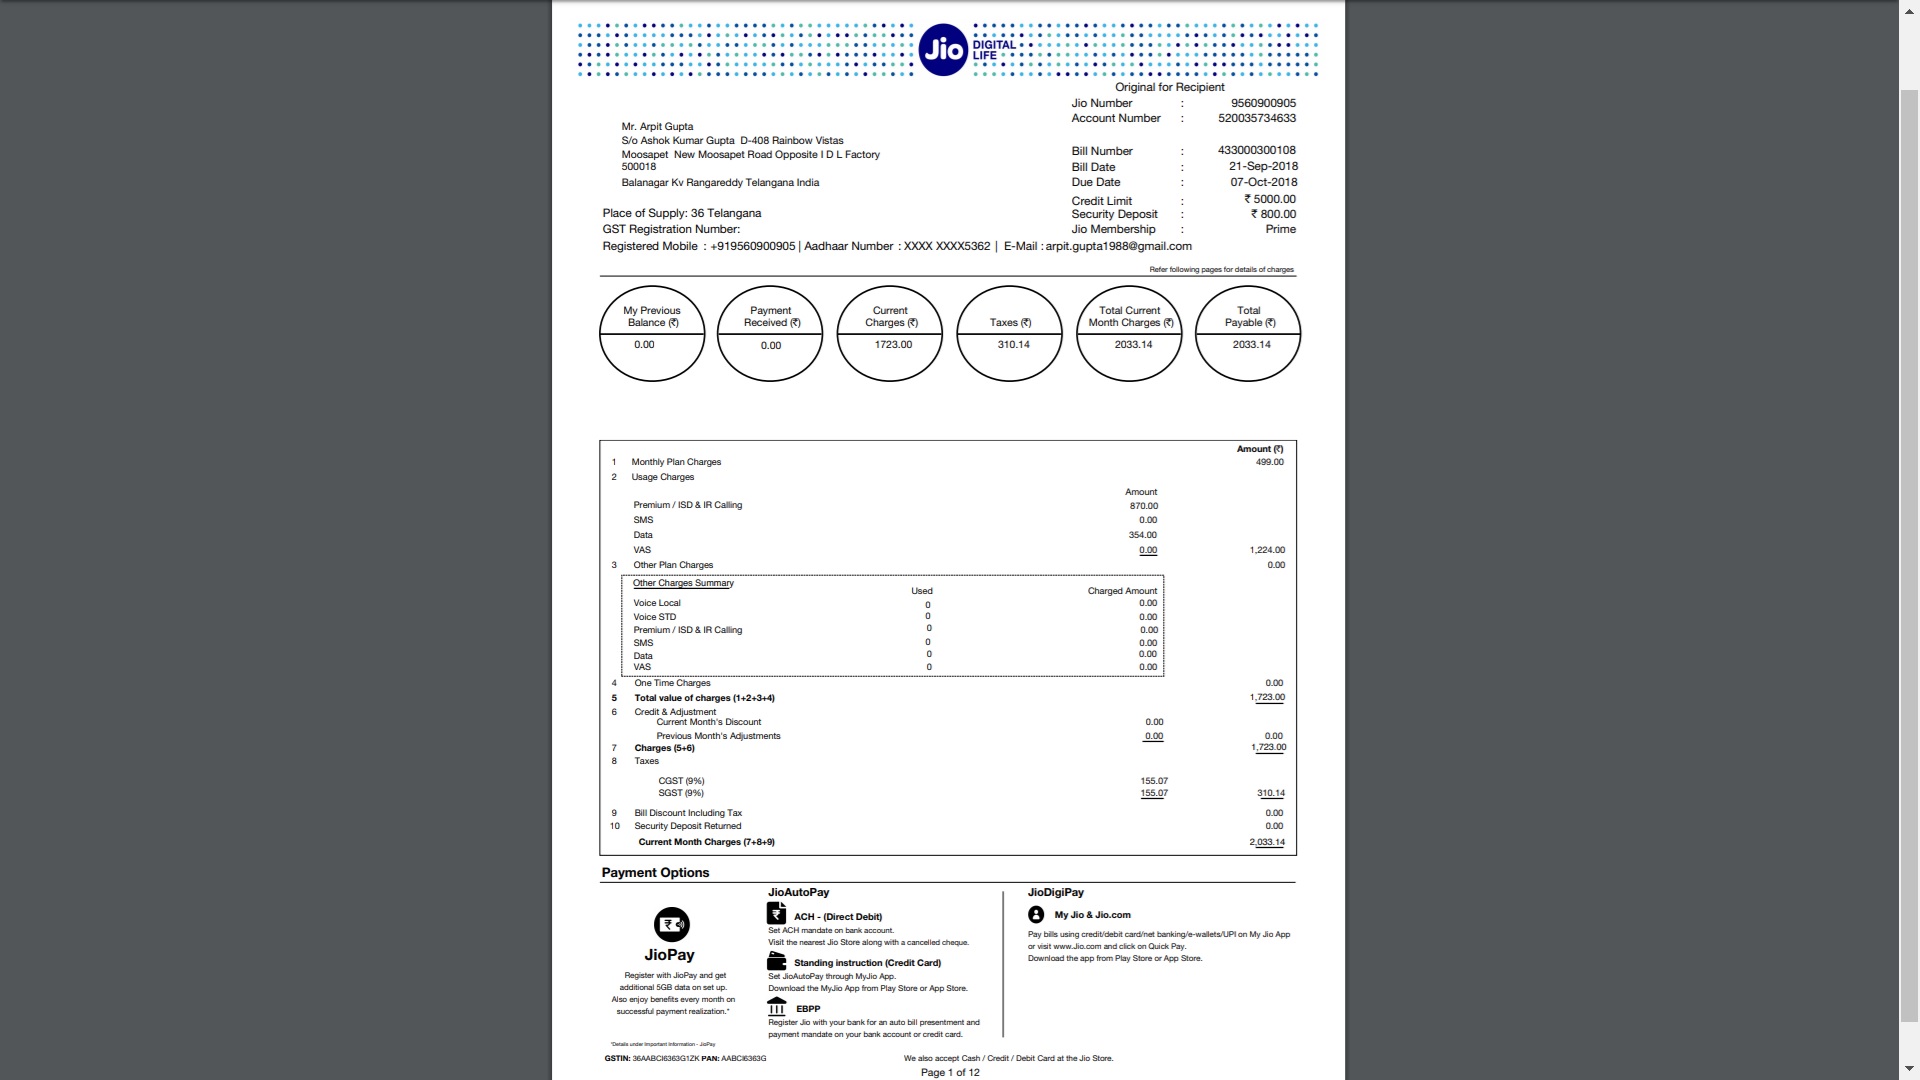 Jio DIGITAL LIFE
Original for Recipient
Jio Number : 9560900905
Account Number : 520035734633
Mr. Arpit Gupta
S/o Ashok Kumar Gupta D-408 Rainbow Vistas
Moosapet New Moosapet Road Opposite I D L Factory
500018
Balanagar Kv Rangareddy Telangana India
Bill Number : 433000300108
Bill Date : 21-Sep-2018
Due Date : 07-Oct-2018
Credit Limit : ₹ 5000.00
Security Deposit : ₹ 800.00
Jio Membership : Prime
Place of Supply: 36 Telangana
GST Registration Number:
Registered Mobile : +919560900905 | Aadhaar Number : XXXX XXXX5362 | E-Mail : arpit.gupta1988@gmail.com
Refer following pages for details of charges
My Previous Balance (₹) 0.00
Payment Received (₹) 0.00
Current Charges (₹) 1723.00
Taxes (₹) 310.14
Total Current Month Charges (₹) 2033.14
Total Payable (₹) 2033.14
Amount (₹)
1 Monthly Plan Charges 499.00
2 Usage Charges
Amount
Premium / ISD & IR Calling 870.00
SMS 0.00
Data 354.00
VAS 0.00 1,224.00
3 Other Plan Charges 0.00
Other Charges Summary
Used Charged Amount
Voice Local 0 0.00
Voice STD 0 0.00
Premium / ISD & IR Calling 0 0.00
SMS 0 0.00
Data 0 0.00
VAS 0 0.00
4 One Time Charges 0.00
5 Total value of charges (1+2+3+4) 1,723.00
6 Credit & Adjustment
Current Month's Discount 0.00
Previous Month's Adjustments 0.00 0.00
7 Charges (5+6) 1,723.00
8 Taxes
CGST (9%) 155.07
SGST (9%) 155.07 310.14
9 Bill Discount Including Tax 0.00
10 Security Deposit Returned 0.00
Current Month Charges (7+8+9) 2,033.14
Payment Options
JioPay
Register with JioPay and get
additional 5GB data on set up.
Also enjoy benefits every month on
successful payment realization.*
*Details under Important Information - JioPay
JioAutoPay
ACH - (Direct Debit)
Set ACH mandate on bank account.
Visit the nearest Jio Store along with a cancelled cheque.
Standing instruction (Credit Card)
Set JioAutoPay through MyJio App.
Download the MyJio App from Play Store or App Store.
EBPP
Register Jio with your bank for an auto bill presentment and
payment mandate on your bank account or credit card.
JioDigiPay
My Jio & Jio.com
Pay bills using credit/debit card/net banking/e-wallets/UPI on My Jio App
or visit www.Jio.com and click on Quick Pay.
Download the app from Play Store or App Store.
GSTIN: 36AABCI6363G1ZK PAN: AABCI6363G
We also accept Cash / Credit / Debit Card at the Jio Store.
Page 1 of 12